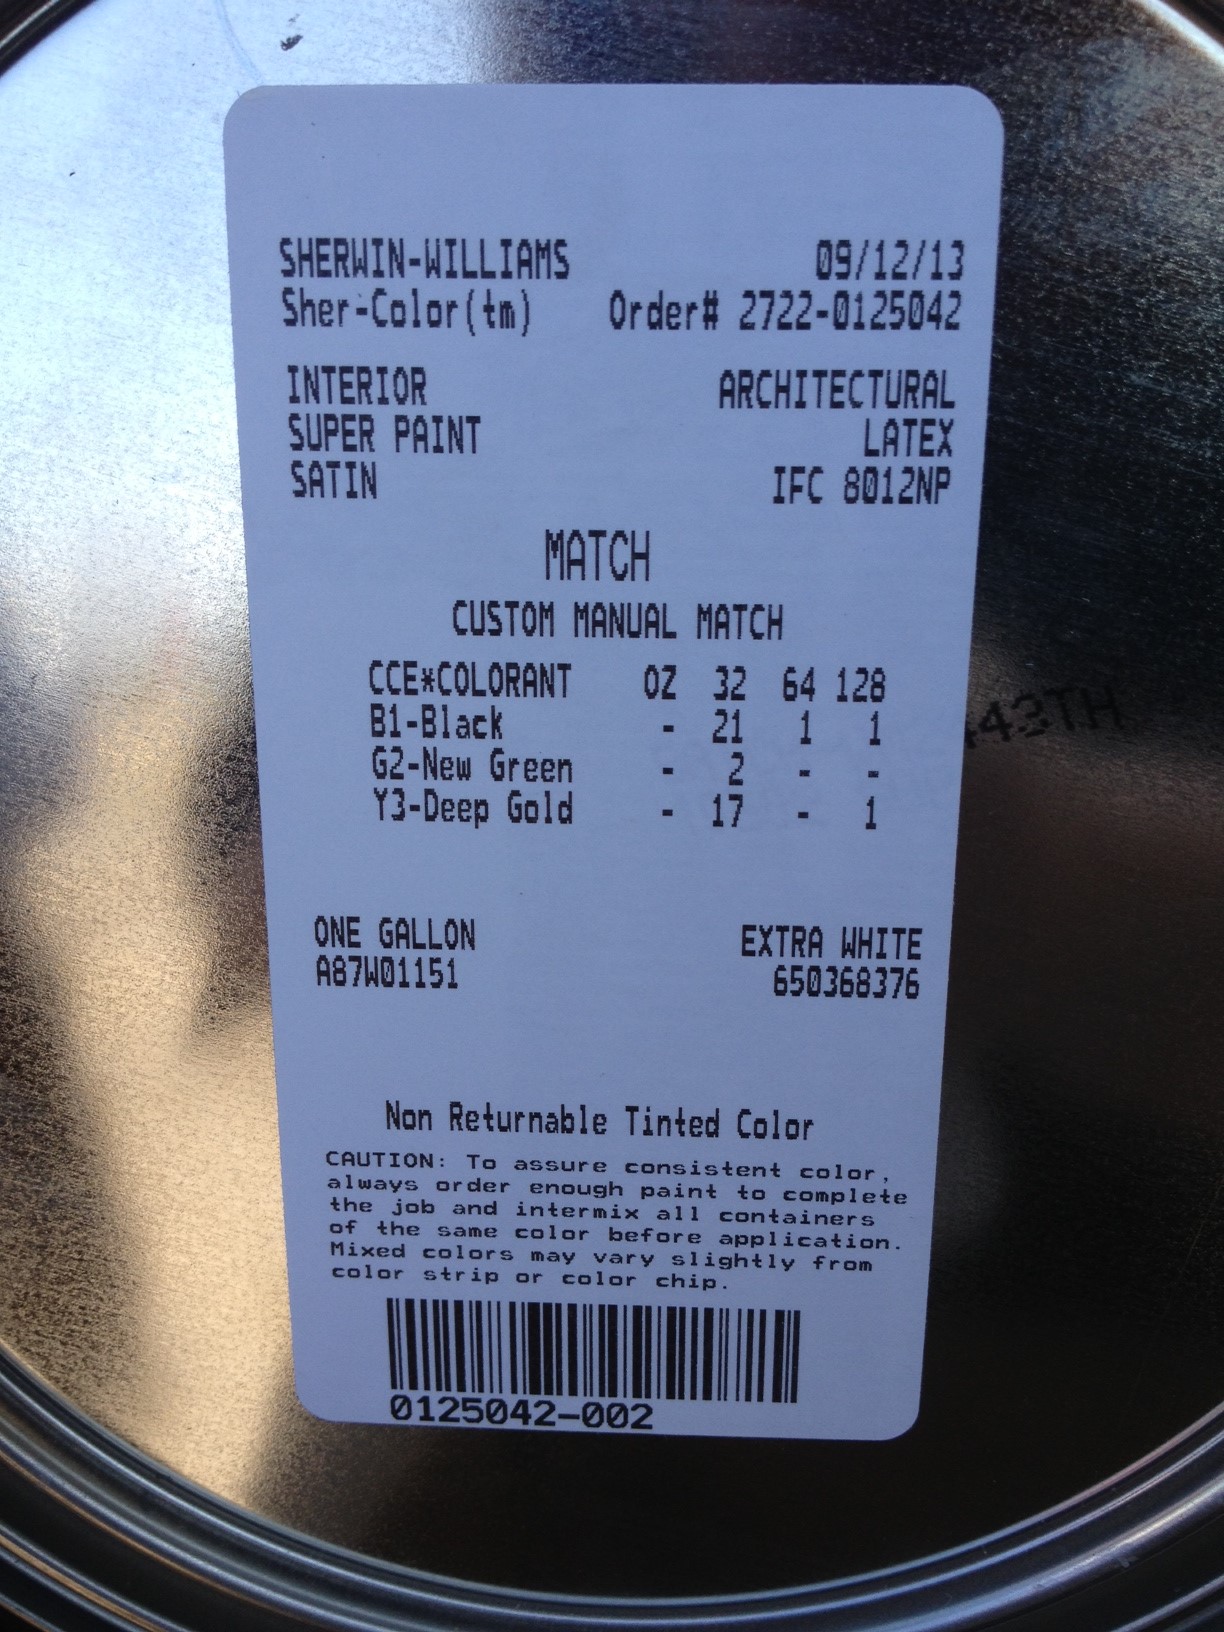 SHERWIN-WILLIAMS 09/12/13
Sher-Color(tm) Order# 2722-0125042
INTERIOR ARCHITECTURAL
SUPER PAINT LATEX
SATIN IFC 8012NP
MATCH
CUSTOM MANUAL MATCH
CCE*COLORANT OZ 32 64 128
B1-Black - 21 1 1
G2-New Green - 2 - -
Y3-Deep Gold - 17 - 1
ONE GALLON EXTRA WHITE
A87W01151 650368376
Non Returnable Tinted Color
CAUTION: To assure consistent color,
always order enough paint to complete
the job and intermix all containers
of the same color before application.
Mixed colors may vary slightly from
color strip or color chip.
0125042-002